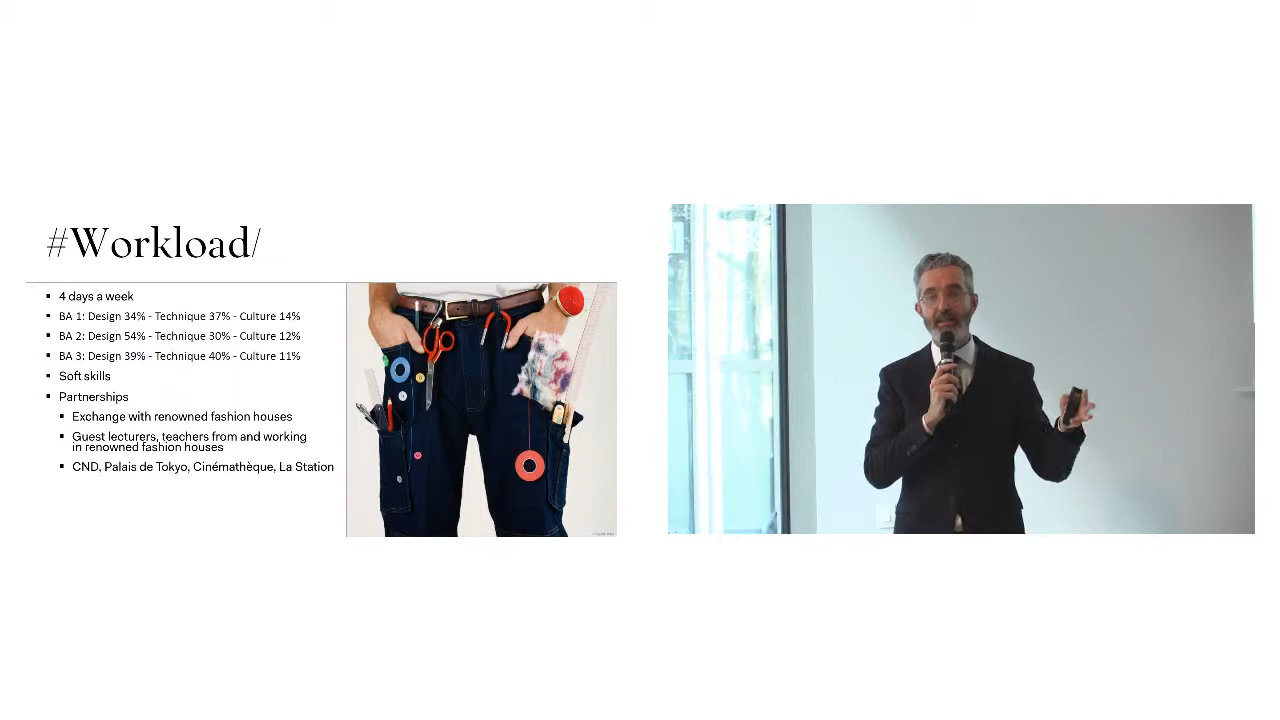 #Workload/
4 days a week
BA 1: Design 34% - Technique 37% - Culture 14%
BA 2: Design 54% - Technique 30% - Culture 12%
BA 3: Design 39% - Technique 40% - Culture 11%
Soft skills
Partnerships
Exchange with renowned fashion houses
Guest lecturers, teachers from and working
in renowned fashion houses
CND, Palais de Tokyo, Cinémathèque, La Station